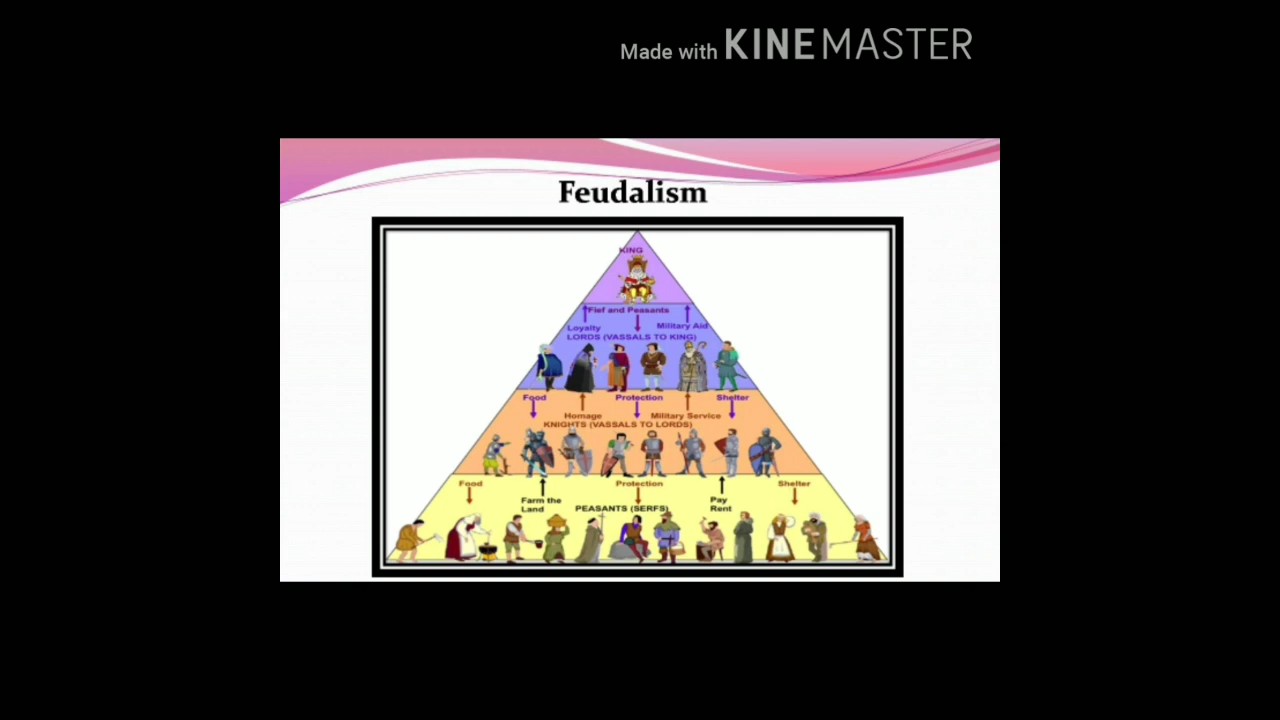 Made with KINEMASTER
Feudalism
KING
Fief and Peasants
Loyalty Military Aid
LORDS (VASSALS TO KING)
Food Protection Shelter
Homage Military Service
KNIGHTS (VASSALS TO LORDS)
Food Protection Shelter
Farm the Land
Pay Rent
PEASANTS (SERFS)